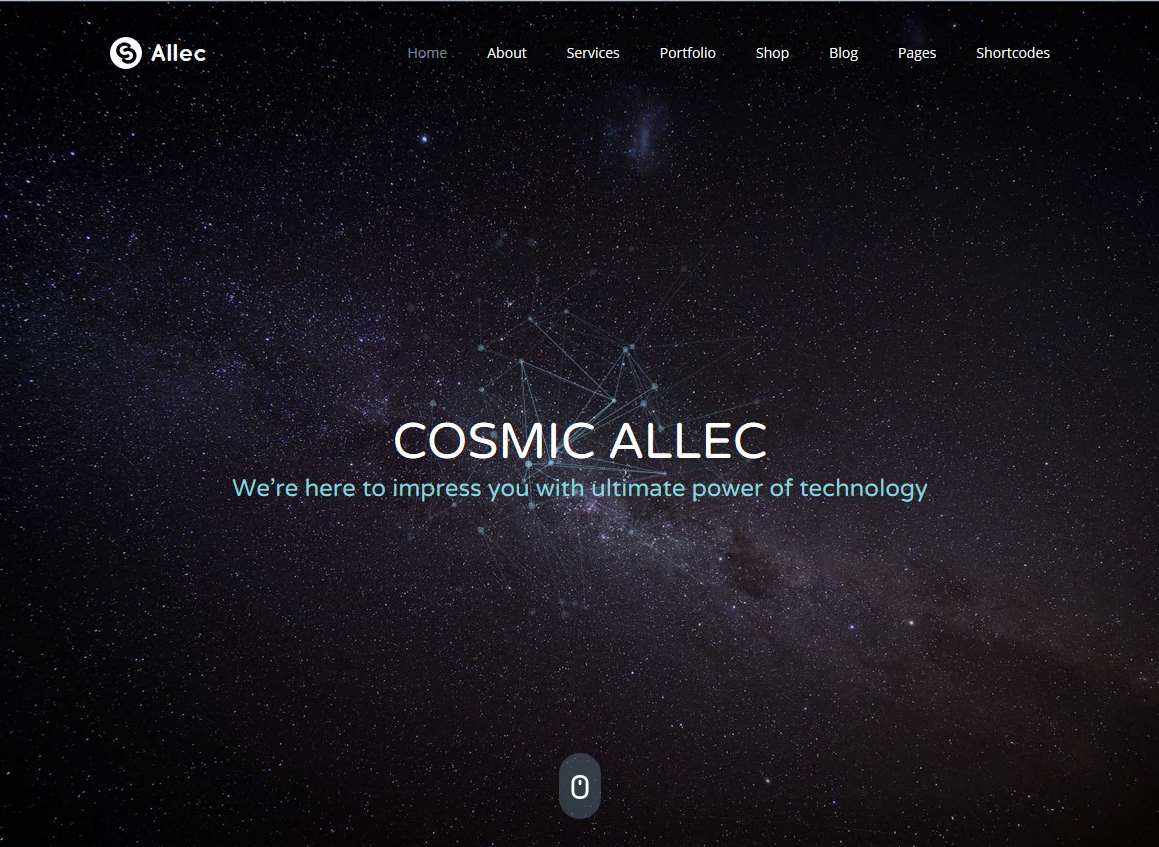 Allec
Home About Services Portfolio Shop Blog Pages Shortcodes
COSMIC ALLEC
We’re here to impress you with ultimate power of technology